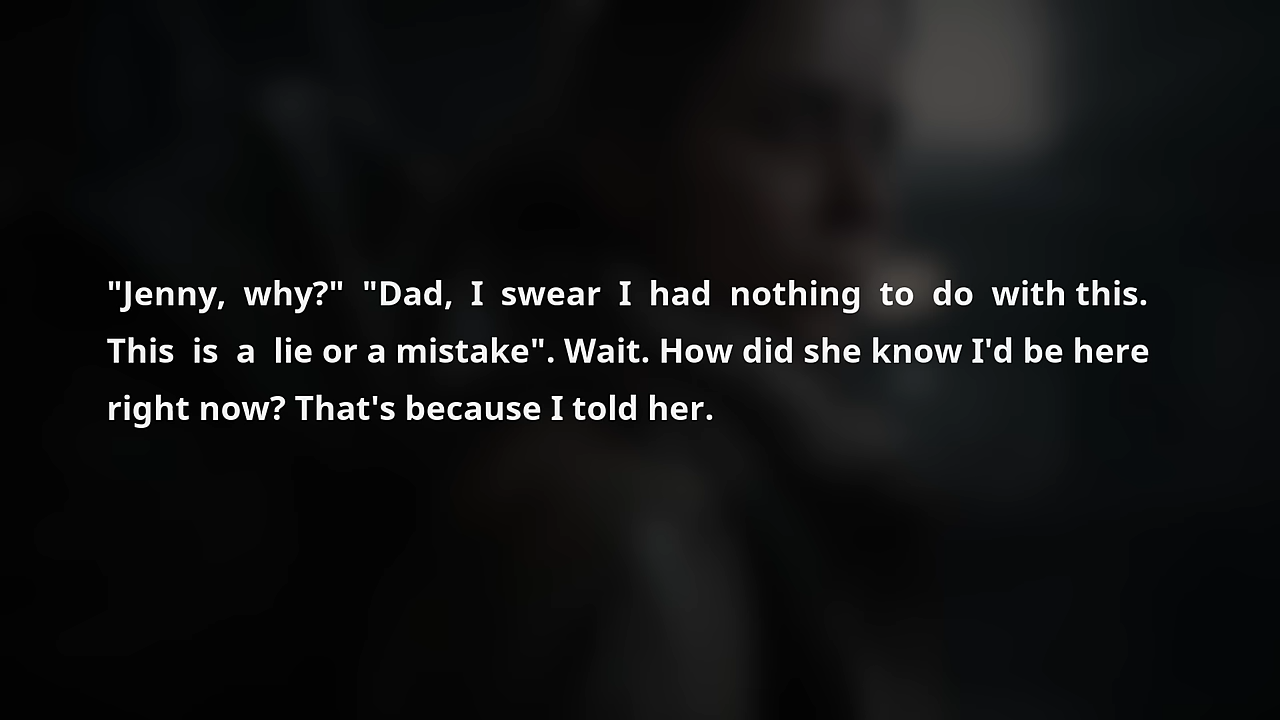 "Jenny, why?" "Dad, I swear I had nothing to do with this.
This is a lie or a mistake". Wait. How did she know I'd be here
right now? That's because I told her.